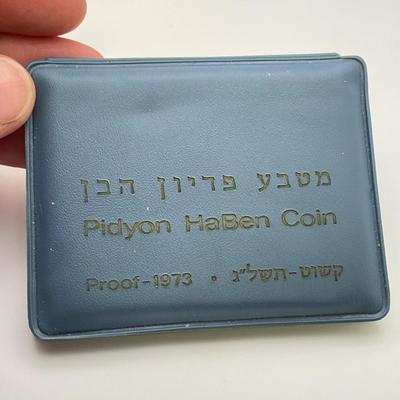 מטבע פדיון הבן
Pidyon HaBen Coin
Proof-1973 • קשוט-תשל"ג